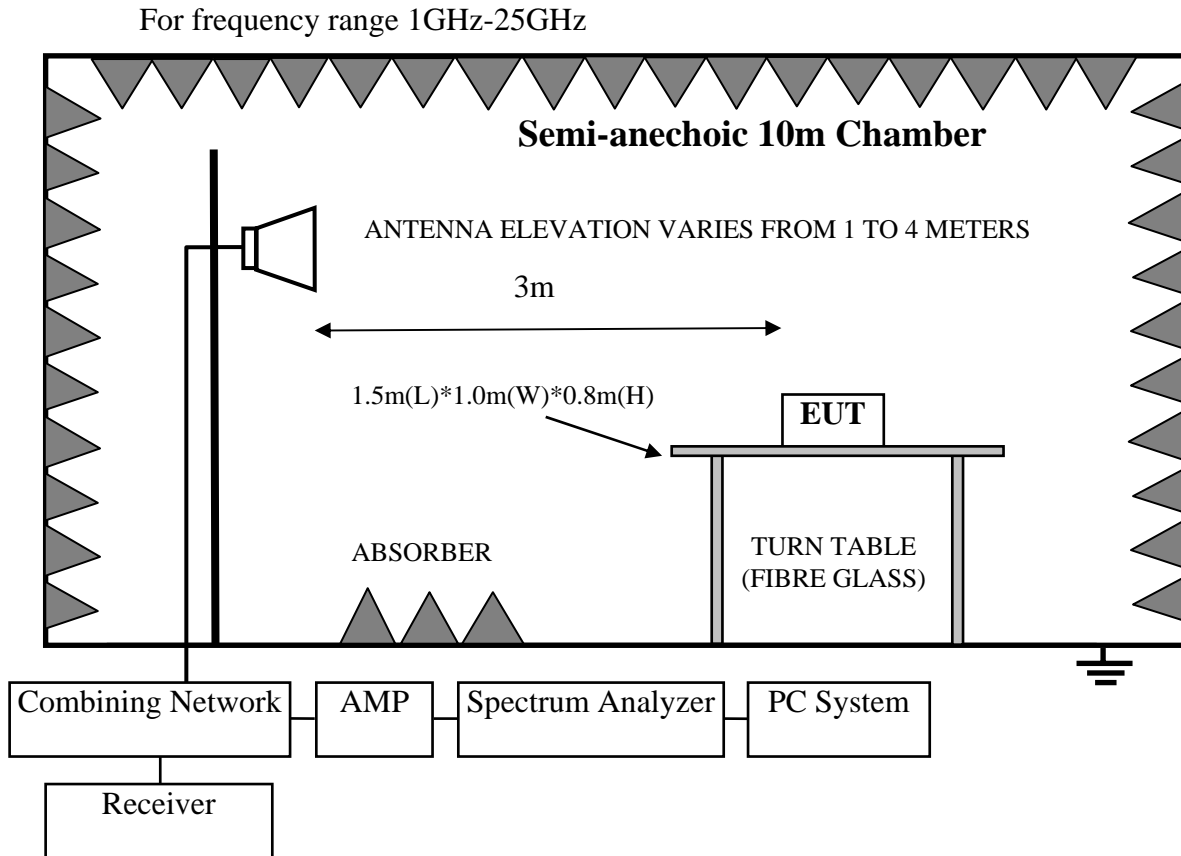 For frequency range 1GHz-25GHz
Semi-anechoic 10m Chamber
ANTENNA ELEVATION VARIES FROM 1 TO 4 METERS
3m
1.5m(L)*1.0m(W)*0.8m(H)
EUT
ABSORBER
TURN TABLE
(FIBRE GLASS)
Combining Network
AMP
Spectrum Analyzer
PC System
Receiver